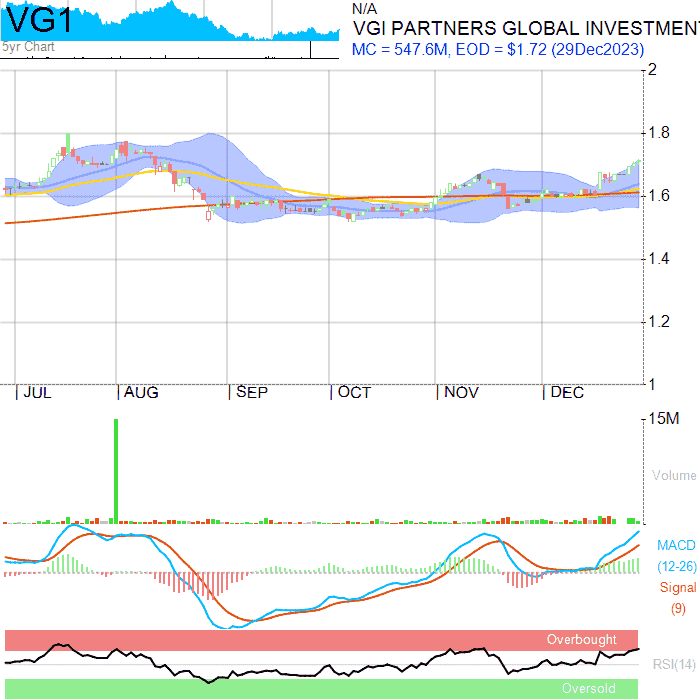 VG1
5yr Chart
N/A
VGI PARTNERS GLOBAL INVESTMENT
MC = 547.6M, EOD = $1.72 (29Dec2023)
2
1.8
1.6
1.4
1.2
1
JUL AUG SEP OCT NOV DEC
15M
Volume
MACD
(12-26)
Signal
(9)
Overbought
RSI(14)
Oversold